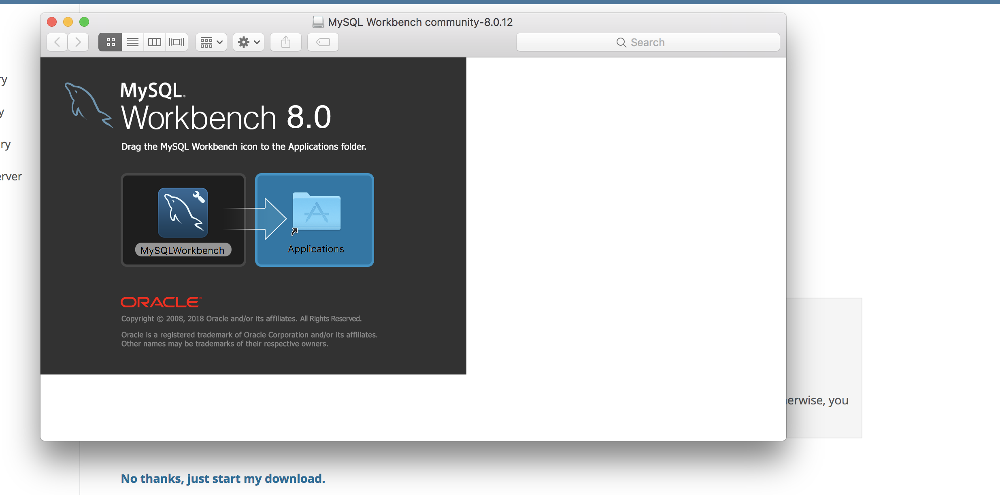 MySQL Workbench community-8.0.12
Search
MySQL®
Workbench 8.0
Drag the MySQL Workbench icon to the Applications folder.
MySQLWorkbench
Applications
ORACLE®
Copyright © 2008, 2018 Oracle and/or its affiliates. All Rights Reserved.
Oracle is a registered trademark of Oracle Corporation and/or its affiliates.
Other names may be trademarks of their respective owners.
ry
y
ry
erver
erwise, you
No thanks, just start my download.